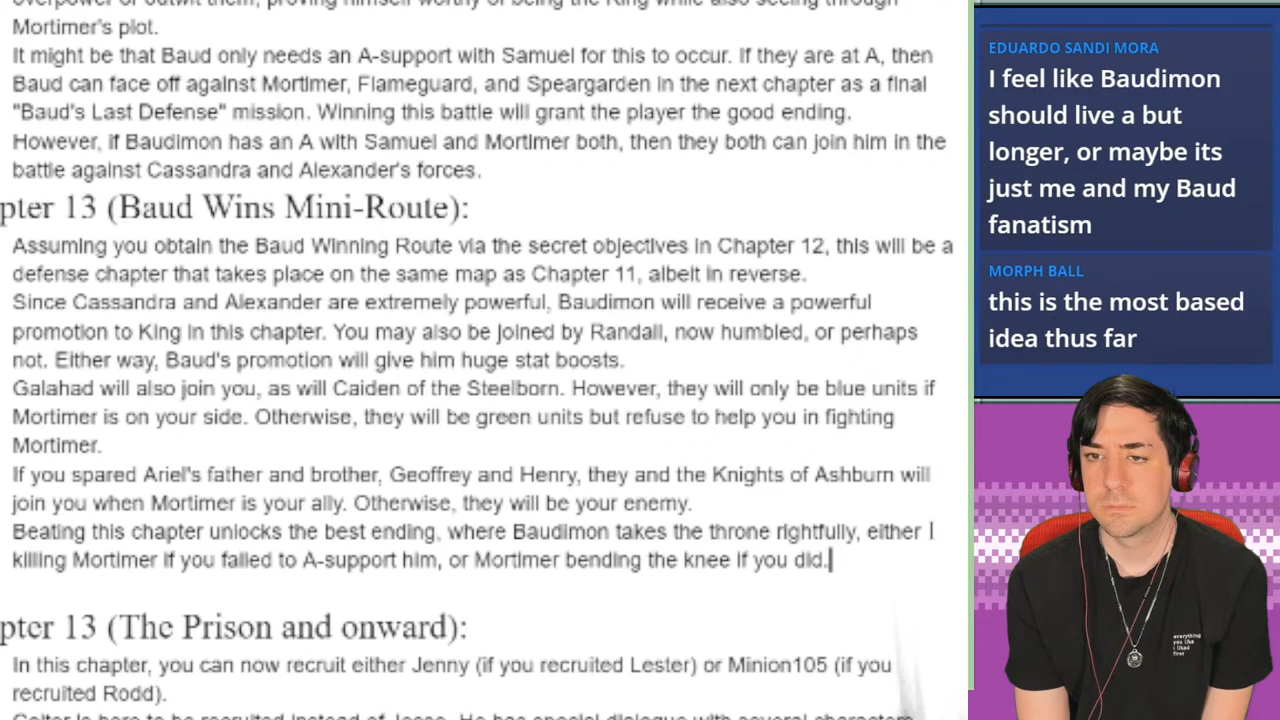 overpower or outwit them, proving himself worthy of being the King while also seeing through
Mortimer's plot.
It might be that Baud only needs an A-support with Samuel for this to occur. If they are at A, then
Baud can face off against Mortimer, Flameguard, and Speargarden in the next chapter as a final
"Baud's Last Defense" mission. Winning this battle will grant the player the good ending.
However, if Baudimon has an A with Samuel and Mortimer both, then they both can join him in the
battle against Cassandra and Alexander's forces.
pter 13 (Baud Wins Mini-Route):
Assuming you obtain the Baud Winning Route via the secret objectives in Chapter 12, this will be a
defense chapter that takes place on the same map as Chapter 11, albeit in reverse.
Since Cassandra and Alexander are extremely powerful, Baudimon will receive a powerful
promotion to King in this chapter. You may also be joined by Randall, now humbled, or perhaps
not. Either way, Baud's promotion will give him huge stat boosts.
Galahad will also join you, as will Caiden of the Steelborn. However, they will only be blue units if
Mortimer is on your side. Otherwise, they will be green units but refuse to help you in fighting
Mortimer.
If you spared Ariel's father and brother, Geoffrey and Henry, they and the Knights of Ashburn will
join you when Mortimer is your ally. Otherwise, they will be your enemy.
Beating this chapter unlocks the best ending, where Baudimon takes the throne rightfully, either
killing Mortimer if you failed to A-support him, or Mortimer bending the knee if you did.
pter 13 (The Prison and onward):
In this chapter, you can now recruit either Jenny (if you recruited Lester) or Minion105 (if you
recruited Rodd).
EDUARDO SANDI MORA
I feel like Baudimon
should live a but
longer, or maybe its
just me and my Baud
fanatism
MORPH BALL
this is the most based
idea thus far
everything
you like
i liked
first